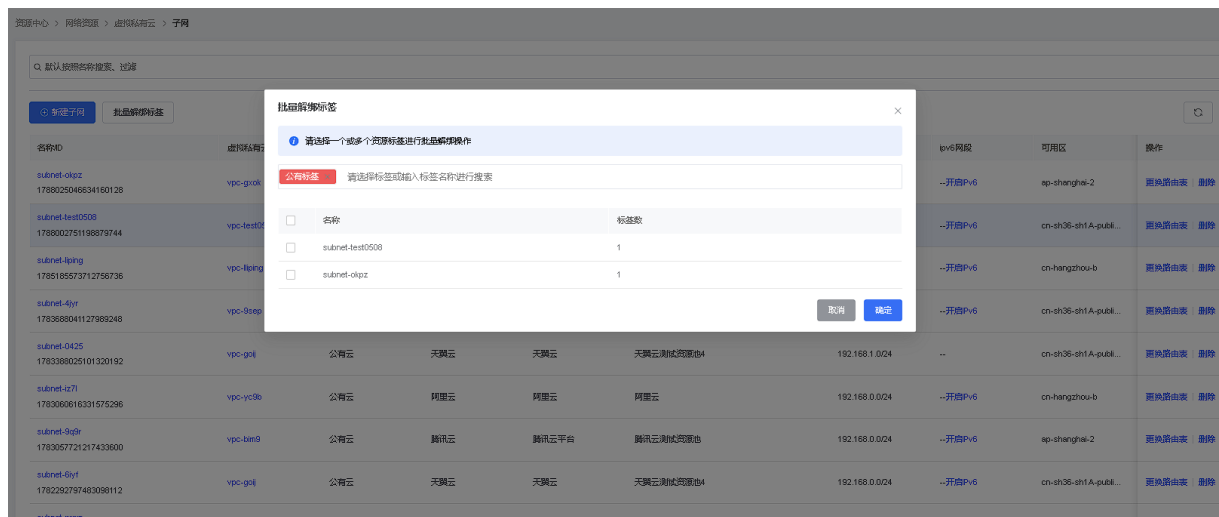 资源中心 > 网络资源 > 虚拟私有云 > 子网
默认按照名称搜索、过滤
新建子网 批量解绑标签
名称/ID 虚拟私有云 ipv6网段 可用区 操作
批量解绑标签
请选择一个或多个资源标签进行批量解绑操作
公有标签 请选择标签或输入标签名称进行搜索
名称 标签数
subnet-test0508 1
subnet-okpz 1
取消 确定
subnet-okpz
1788025046634160128
vpc-gxok --开启IPv6 ap-shanghai-2 更换路由表 删除
subnet-test0508
1788002751198879744
vpc-test05 --开启IPv6 cn-sh36-sh1A-publi... 更换路由表 删除
subnet-liping
1785185573712756736
vpc-liping --开启IPv6 cn-hangzhou-b 更换路由表 删除
subnet-4jyr
1783688041127989248
vpc-9sep --开启IPv6 cn-sh36-sh1A-publi... 更换路由表 删除
subnet-0425
1783388025101320192
vpc-goij 公有云 天翼云 天翼云 天翼云测试资源池4 192.168.1.0/24 -- cn-sh36-sh1A-publi... 更换路由表 删除
subnet-iz7l
1783060616331575296
vpc-yc9b 公有云 阿里云 阿里云 阿里云 192.168.0.0/24 --开启IPv6 cn-hangzhou-b 更换路由表 删除
subnet-9q9r
1783057721217433600
vpc-bim9 公有云 腾讯云 腾讯云平台 腾讯云测试资源池 192.168.0.0/24 --开启IPv6 ap-shanghai-2 更换路由表 删除
subnet-6iyf
1782292797483098112
vpc-goij 公有云 天翼云 天翼云 天翼云测试资源池4 192.168.0.0/24 --开启IPv6 cn-sh36-sh1A-publi... 更换路由表 删除